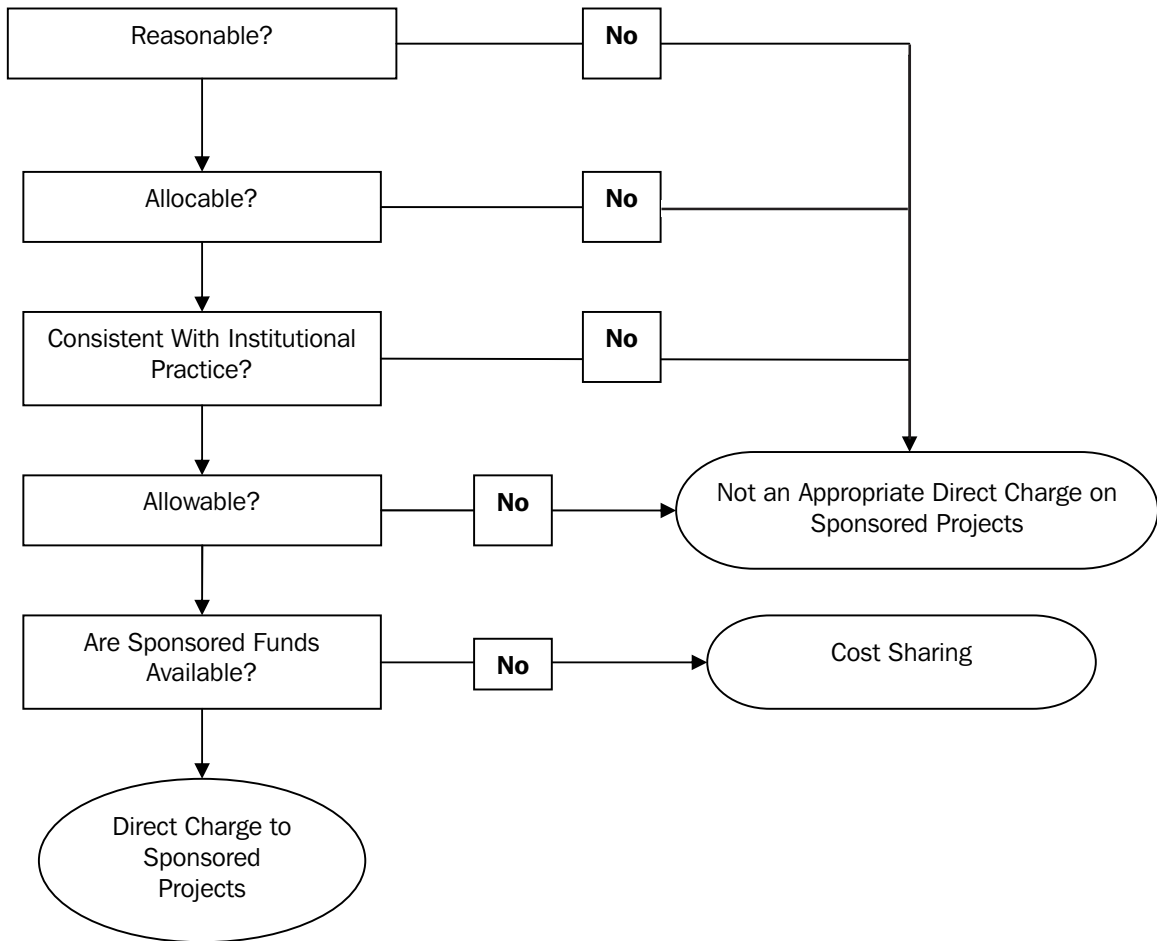 Reasonable?
No
Allocable?
No
Consistent With Institutional
Practice?
No
Allowable?
No
Not an Appropriate Direct Charge on
Sponsored Projects
Are Sponsored Funds
Available?
No
Cost Sharing
Direct Charge to
Sponsored
Projects